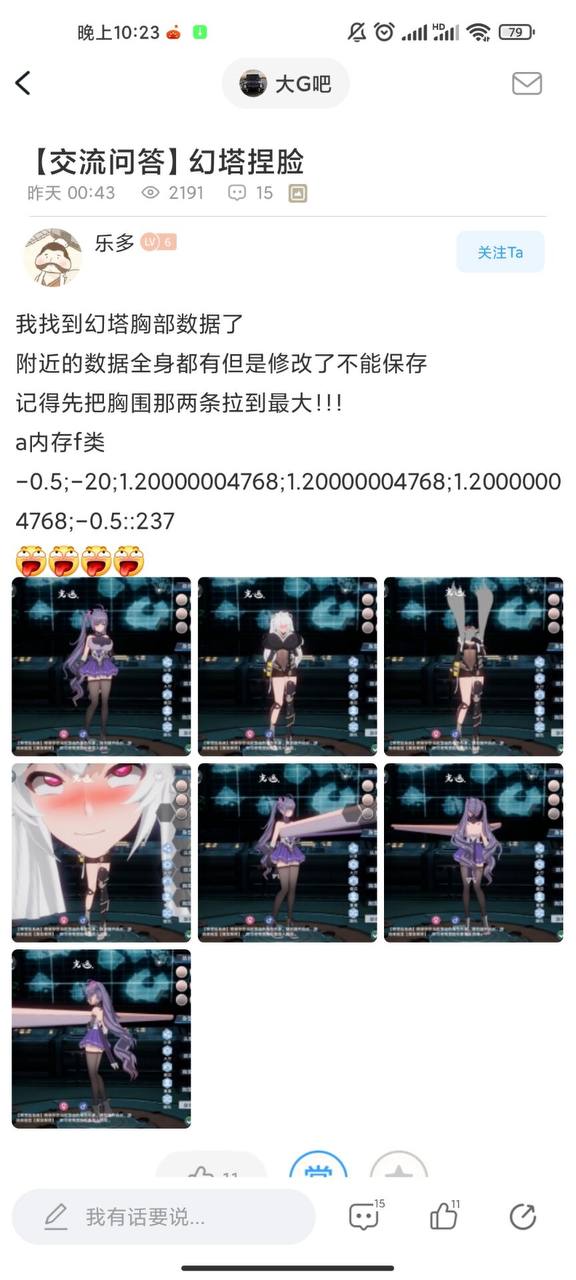 晚上10:23
HD
79
大G吧
【交流问答】幻塔捏脸
昨天 00:43 2191 15
乐多 LV 6
关注Ta
我找到幻塔胸部数据了
附近的数据全身都有但是修改了不能保存
记得先把胸围那两条拉到最大!!!
a内存f类
-0.5;-20;1.20000004768;1.20000004768;1.2000000
4768;-0.5::237
11
我有话要说...
15
11